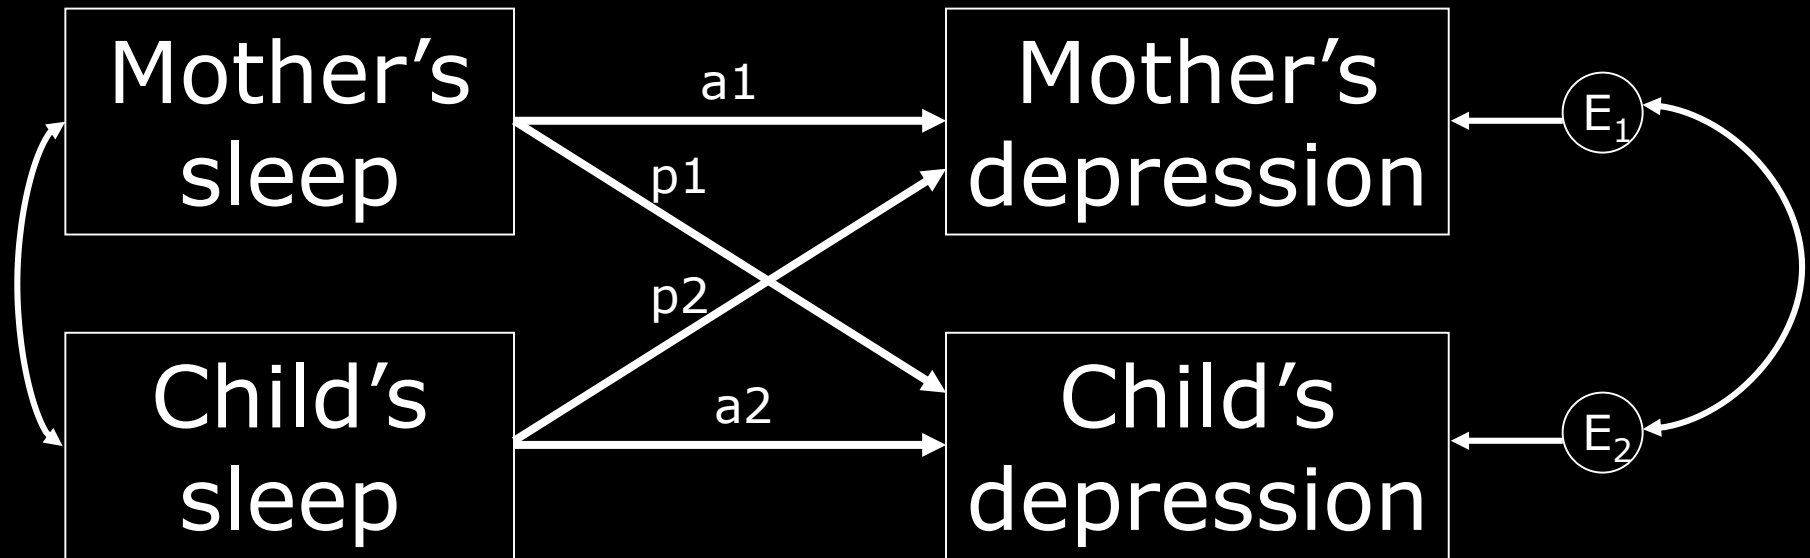 Mother’s
sleep
a1
p1
p2
a2
Mother’s
depression
E1
Child’s
sleep
Child’s
depression
E2